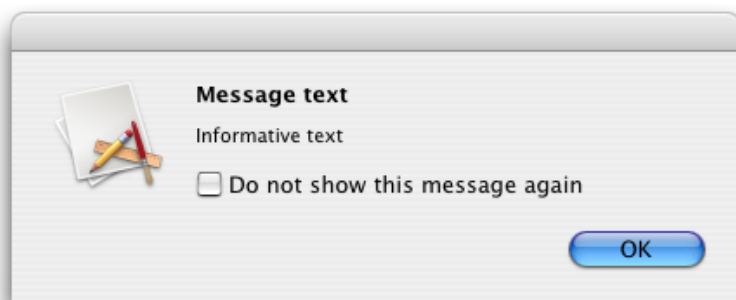 Message text
Informative text
Do not show this message again
OK